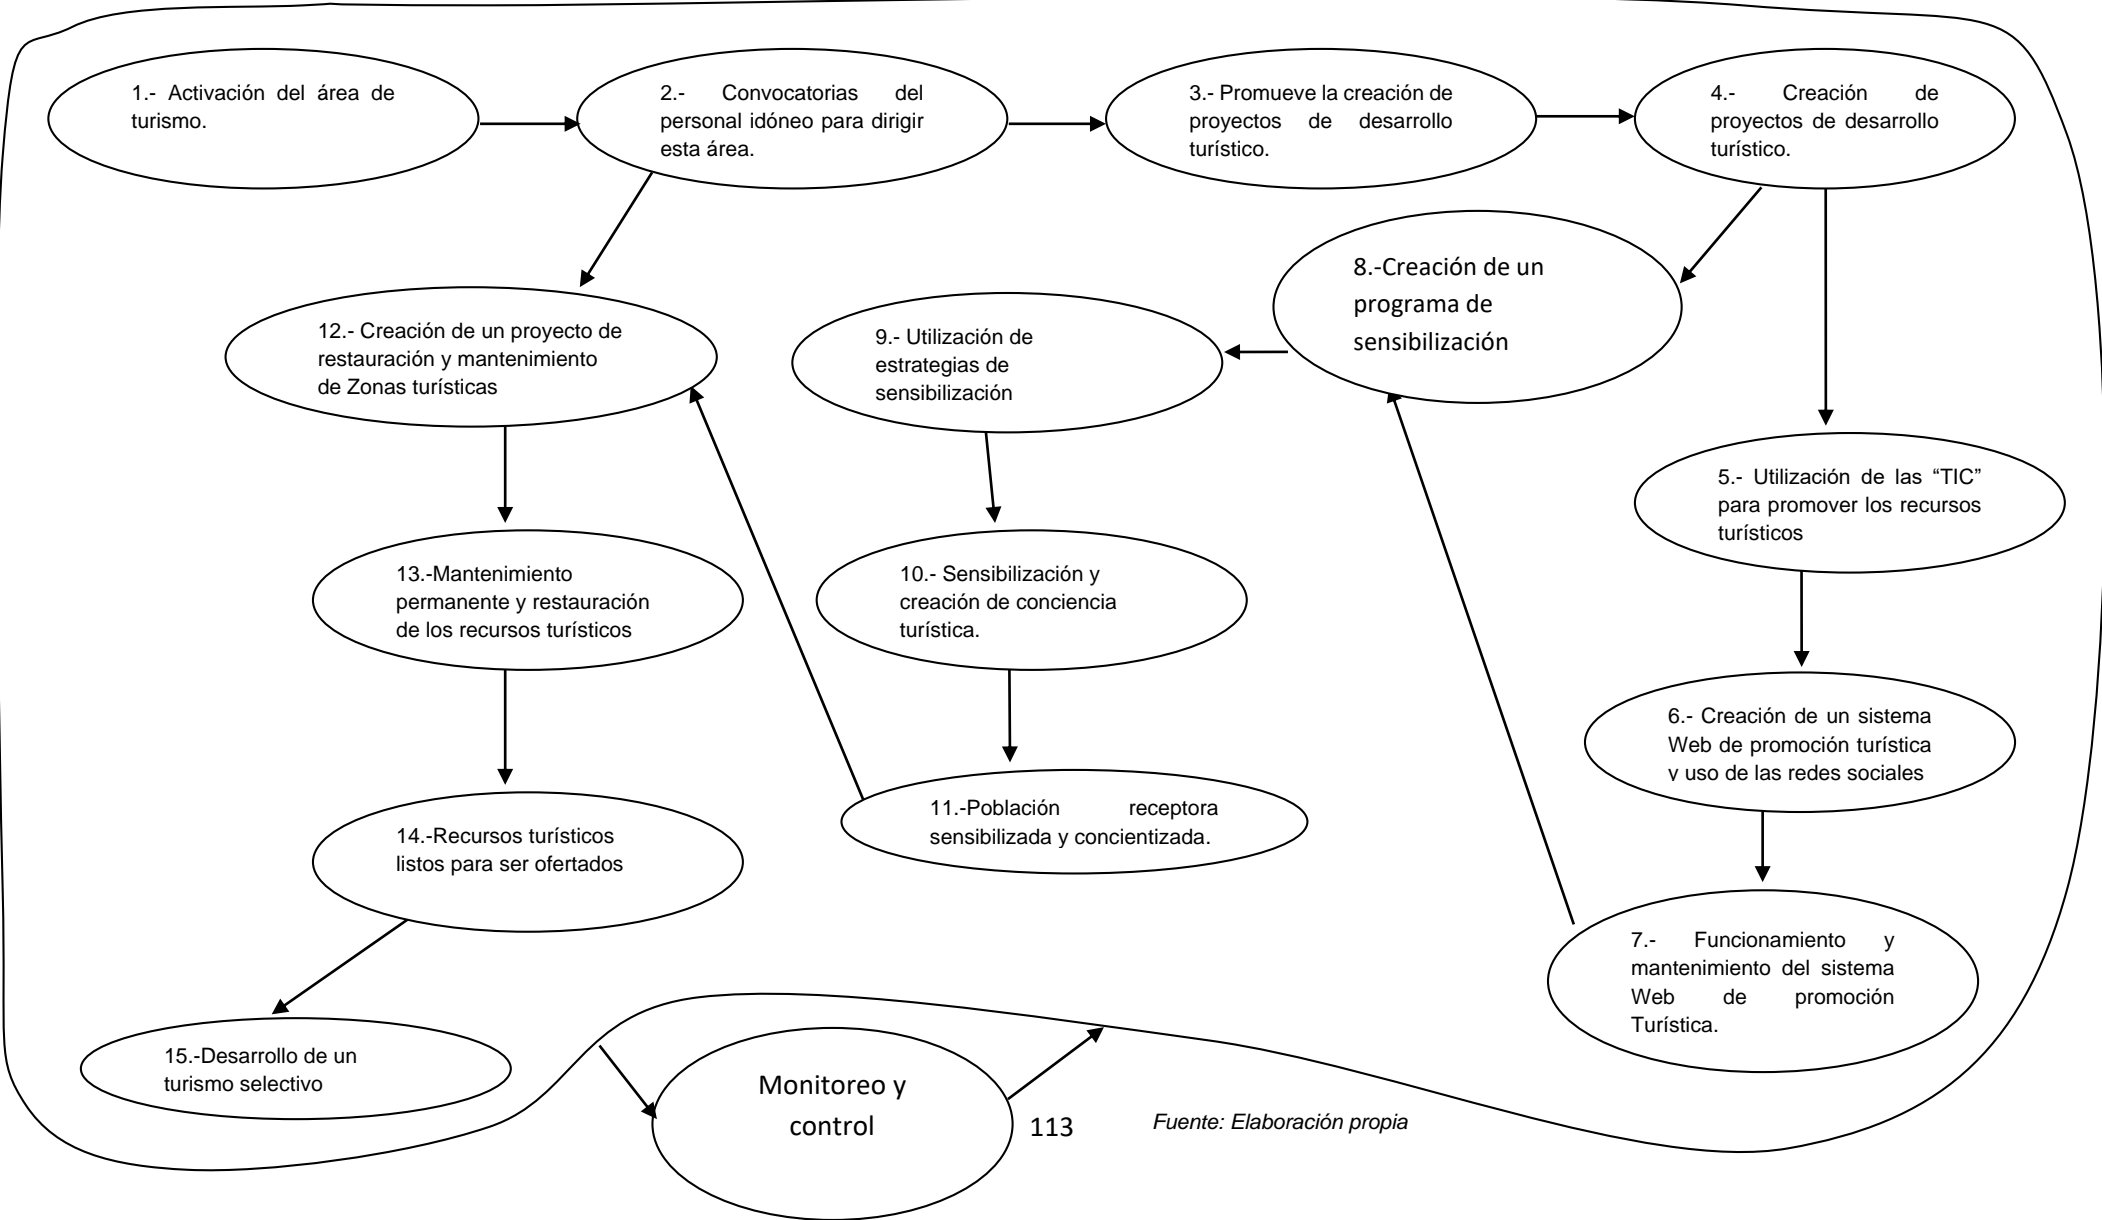 1.- Activación del área de
turismo.
2.- Convocatorias del
personal idóneo para dirigir
esta área.
3.- Promueve la creación de
proyectos de desarrollo
turístico.
4.- Creación de
proyectos de desarrollo
turístico.
12.- Creación de un proyecto de
restauración y mantenimiento
de Zonas turísticas
9.- Utilización de
estrategias de
sensibilización
8.-Creación de un
programa de
sensibilización
5.- Utilización de las “TIC”
para promover los recursos
turísticos
13.-Mantenimiento
permanente y restauración
de los recursos turísticos
10.- Sensibilización y
creación de conciencia
turística.
6.- Creación de un sistema
Web de promoción turística
y uso de las redes sociales
14.-Recursos turísticos
listos para ser ofertados
11.-Población receptora
sensibilizada y concientizada.
7.- Funcionamiento y
mantenimiento del sistema
Web de promoción
Turística.
15.-Desarrollo de un
turismo selectivo
Monitoreo y
control
113
Fuente: Elaboración propia